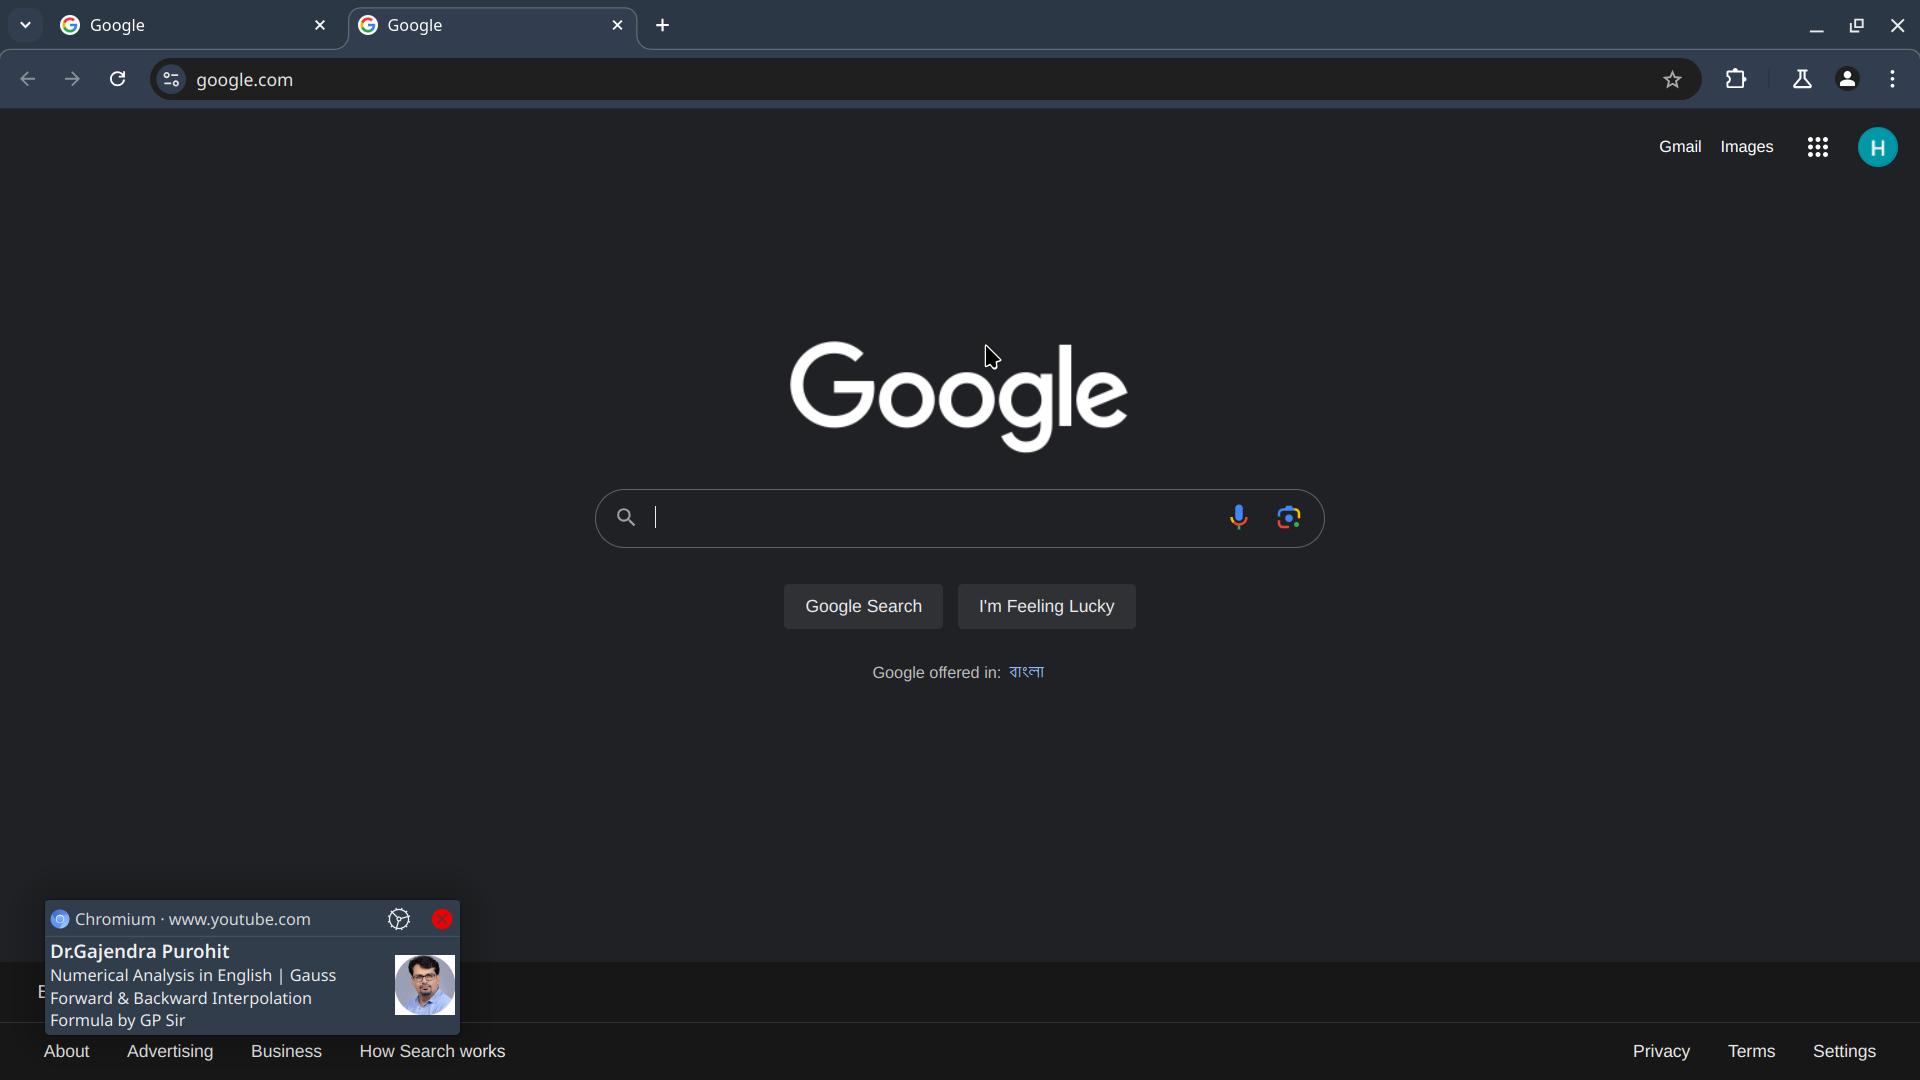 Google
Google
google.com
Gmail
Images
H
Google
Google Search
I'm Feeling Lucky
Google offered in: বাংলা
Chromium · www.youtube.com
Dr.Gajendra Purohit
Numerical Analysis in English | Gauss
Forward & Backward Interpolation
Formula by GP Sir
About
Advertising
Business
How Search works
Privacy
Terms
Settings